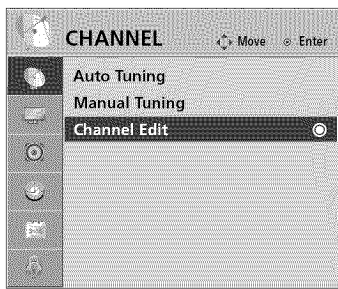 CHANNEL
Move Enter
Auto Tuning
Manual Tuning
Channel Edit